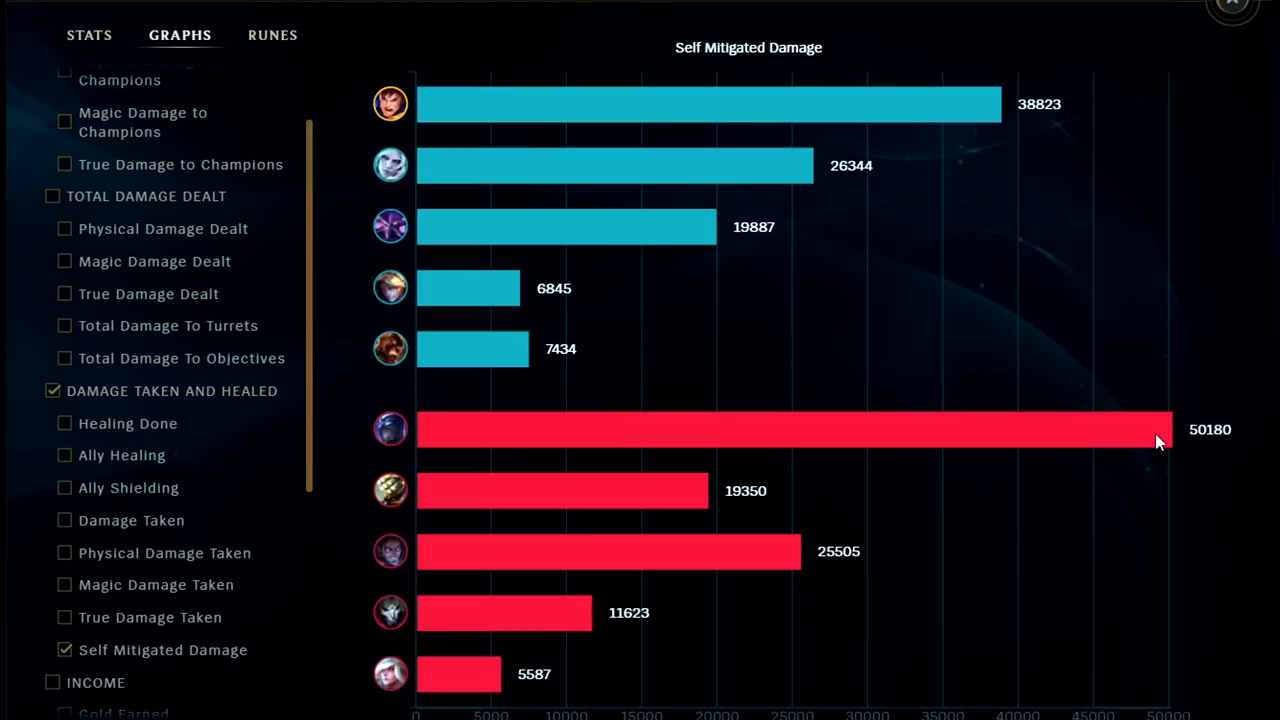 STATS GRAPHS RUNES
Self Mitigated Damage
Champions
Magic Damage to
Champions
True Damage to Champions
TOTAL DAMAGE DEALT
Physical Damage Dealt
Magic Damage Dealt
True Damage Dealt
Total Damage To Turrets
Total Damage To Objectives
DAMAGE TAKEN AND HEALED
Healing Done
Ally Healing
Ally Shielding
Damage Taken
Physical Damage Taken
Magic Damage Taken
True Damage Taken
Self Mitigated Damage
INCOME
Gold Earned
38823
26344
19887
6845
7434
50180
19350
25505
11623
5587
0 5000 10000 15000 20000 25000 30000 35000 40000 45000 50000